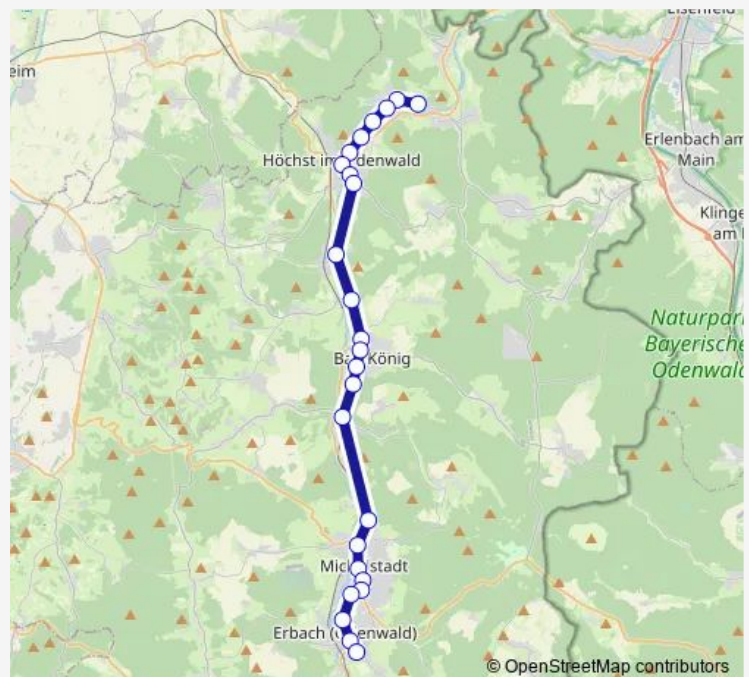 eim
Erlenbach am
Main
Höchst im Odenwald
Klinge
am
Naturpark
Bayerische
Odenwald
Bad König
Michelstadt
Erbach (Odenwald)
© OpenStreetMap contributors